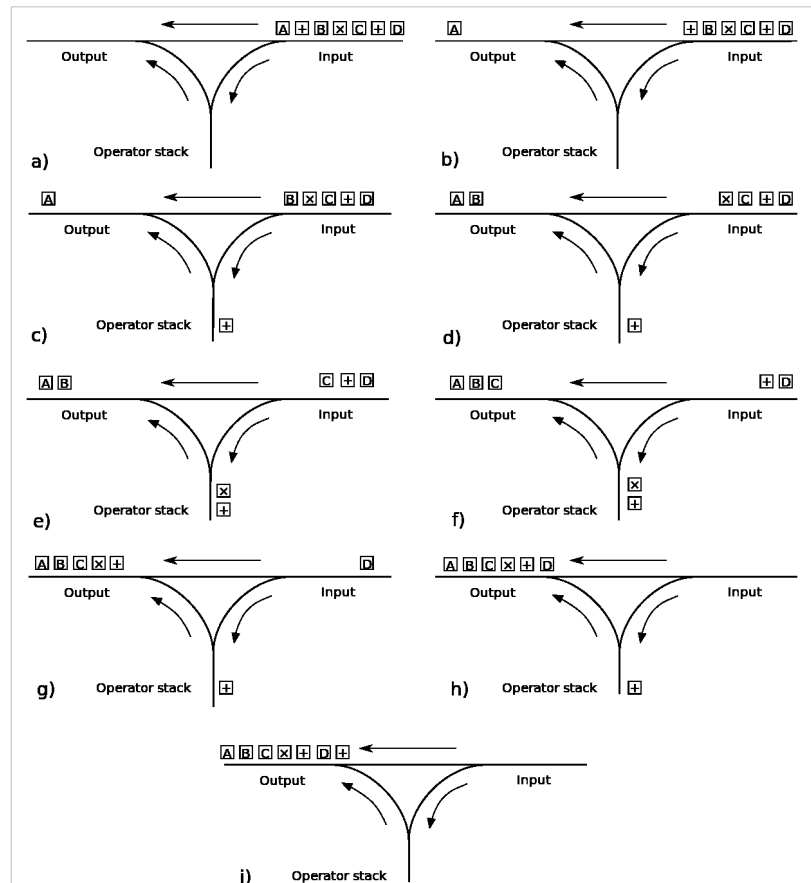 A + B × C + D
Output Input
Operator stack
a)
A + B × C + D
Output Input
Operator stack
b)
A B × C + D
Output Input
Operator stack +
c)
A B × C + D
Output Input
Operator stack +
d)
A B C + D
Output Input
×
Operator stack +
e)
A B C + D
Output Input
×
Operator stack +
f)
A B C × + D
Output Input
Operator stack +
g)
A B C × + D
Output Input
Operator stack +
h)
A B C × + D +
Output Input
Operator stack
i)